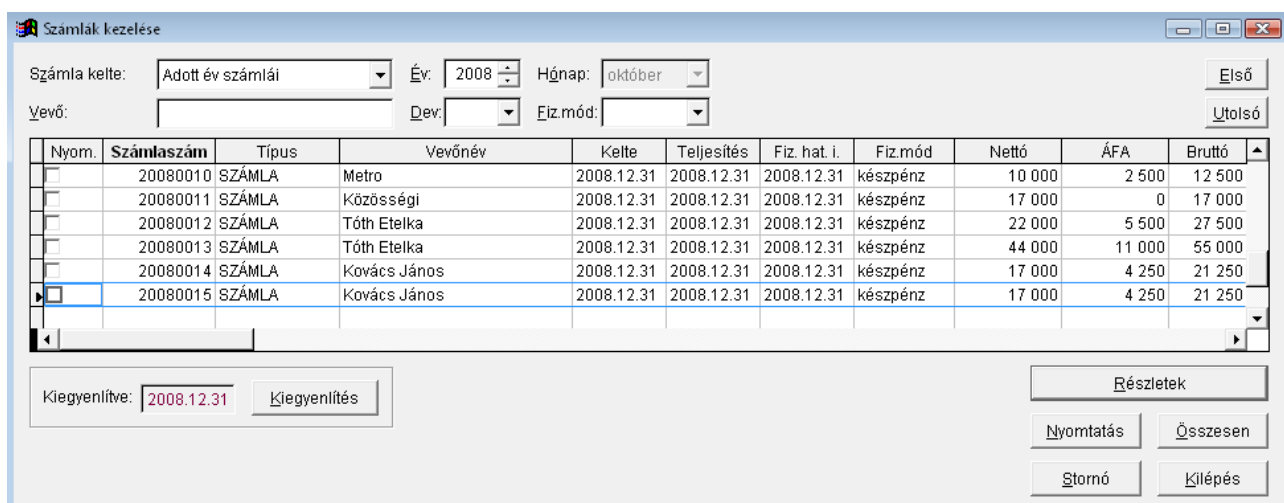 Számlák kezelése
Számla kelte: Adott év számlái Év: 2008 Hónap: október Első
Vevő: Dev: Fiz.mód: Utolsó
Nyom. Számlaszám Típus Vevőnév Kelte Teljesítés Fiz. hat. i. Fiz.mód Nettó ÁFA Bruttó
20080010 SZÁMLA Metro 2008.12.31 2008.12.31 2008.12.31 készpénz 10 000 2 500 12 500
20080011 SZÁMLA Közösségi 2008.12.31 2008.12.31 2008.12.31 készpénz 17 000 0 17 000
20080012 SZÁMLA Tóth Etelka 2008.12.31 2008.12.31 2008.12.31 készpénz 22 000 5 500 27 500
20080013 SZÁMLA Tóth Etelka 2008.12.31 2008.12.31 2008.12.31 készpénz 44 000 11 000 55 000
20080014 SZÁMLA Kovács János 2008.12.31 2008.12.31 2008.12.31 készpénz 17 000 4 250 21 250
20080015 SZÁMLA Kovács János 2008.12.31 2008.12.31 2008.12.31 készpénz 17 000 4 250 21 250
Kiegyenlítve: 2008.12.31 Kiegyenlítés Részletek
Nyomtatás Összesen
Stornó Kilépés